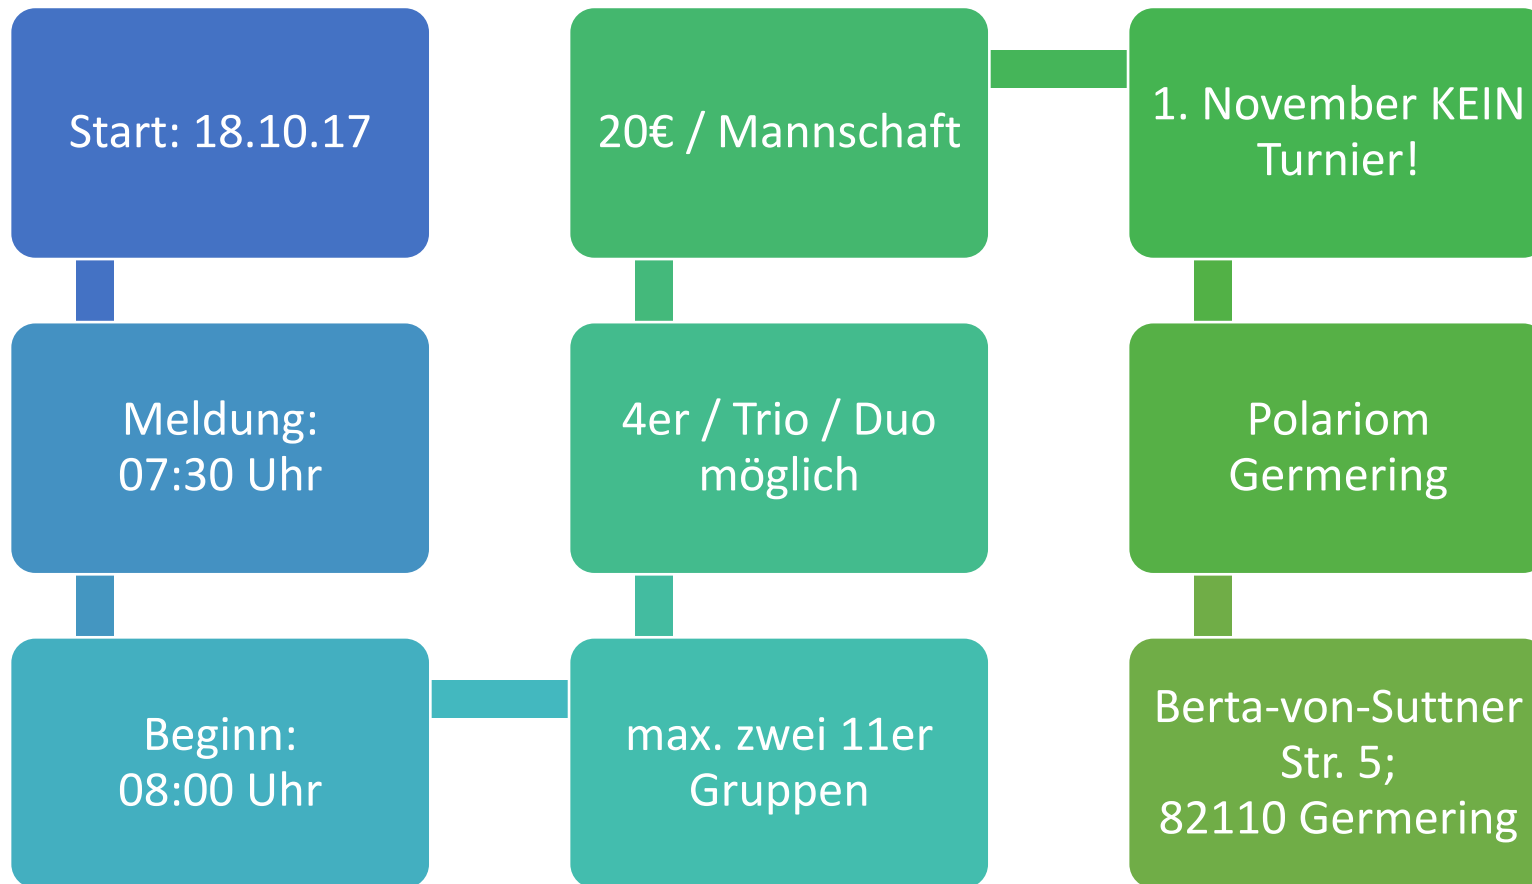 Start: 18.10.17
Meldung:
07:30 Uhr
Beginn:
08:00 Uhr
max. zwei 11er
Gruppen
4er / Trio / Duo
möglich
20€ / Mannschaft
1. November KEIN
Turnier!
Polariom
Germering
Berta-von-Suttner
Str. 5;
82110 Germering